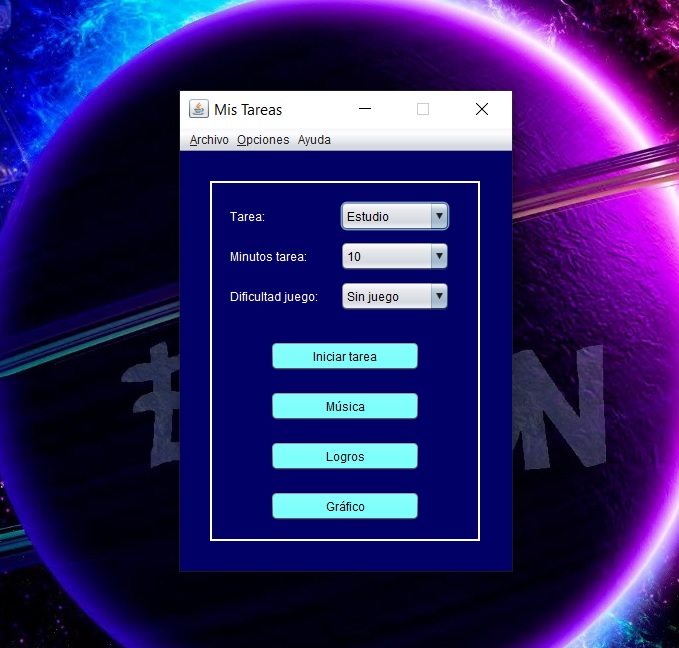 Mis Tareas
Archivo Opciones Ayuda
Tarea: Estudio
Minutos tarea: 10
Dificultad juego: Sin juego
Iniciar tarea
Música
Logros
Gráfico